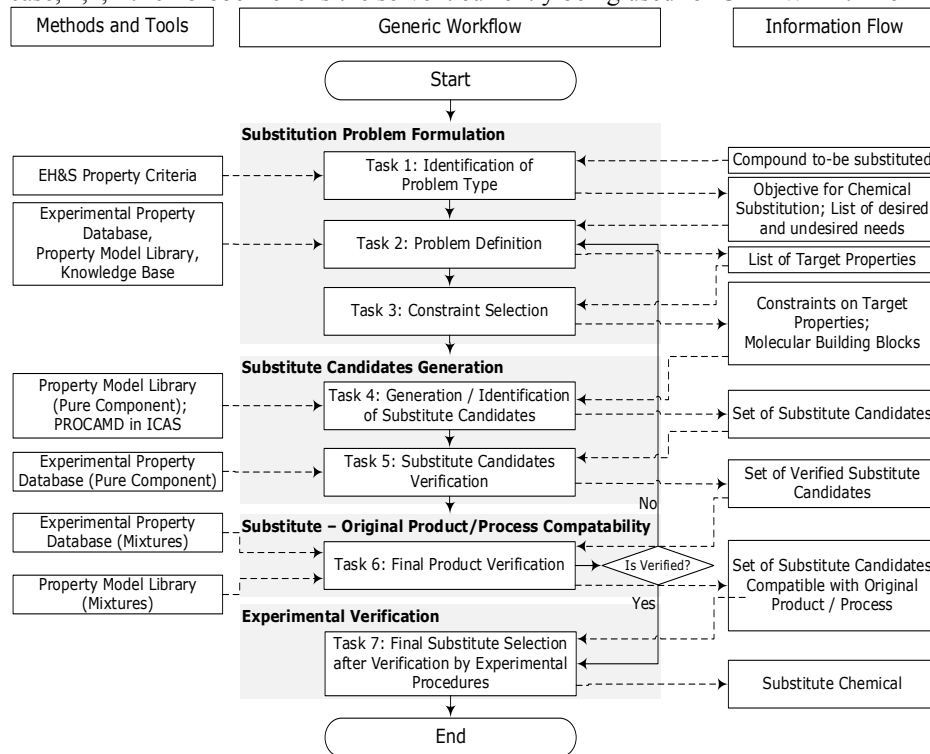 Methods and Tools
Generic Workflow
Information Flow
Start
Substitution Problem Formulation
EH&S Property Criteria
Task 1: Identification of
Problem Type
Compound to-be substituted
Objective for Chemical
Substitution; List of desired
and undesired needs
Experimental Property
Database,
Property Model Library,
Knowledge Base
Task 2: Problem Definition
List of Target Properties
Task 3: Constraint Selection
Constraints on Target
Properties;
Molecular Building Blocks
Substitute Candidates Generation
Property Model Library
(Pure Component);
PROCAMD in ICAS
Task 4: Generation / Identification
of Substitute Candidates
Set of Substitute Candidates
Experimental Property
Database (Pure Component)
Task 5: Substitute Candidates
Verification
Set of Verified Substitute
Candidates
No
Substitute – Original Product/Process Compatability
Experimental Property
Database (Mixtures)
Property Model Library
(Mixtures)
Task 6: Final Product Verification
Is Verified?
Set of Substitute Candidates
Compatible with Original
Product / Process
Yes
Experimental Verification
Task 7: Final Substitute Selection
after Verification by Experimental
Procedures
Substitute Chemical
End